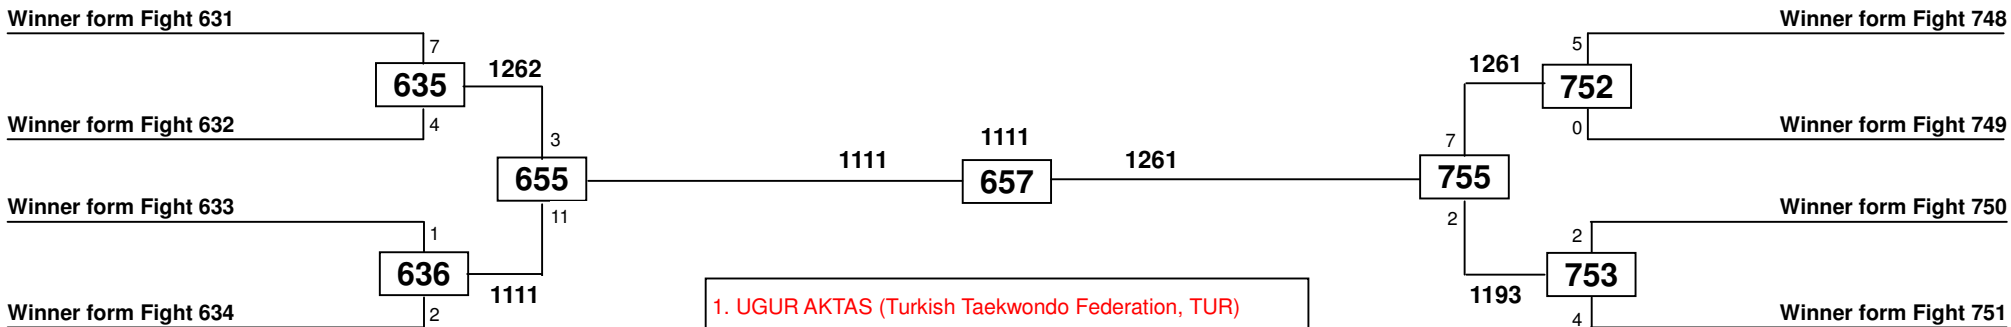 Winner form Fight 631
Winner form Fight 748
7
5
1262
1261
635
752
Winner form Fight 632
4
0
Winner form Fight 749
3
1111
7
1111
1261
655
657
755
Winner form Fight 633
11
2
Winner form Fight 750
1
2
636
753
1111
1193
1. UGUR AKTAS (Turkish Taekwondo Federation, TUR)
Winner form Fight 634
2
4
Winner form Fight 751